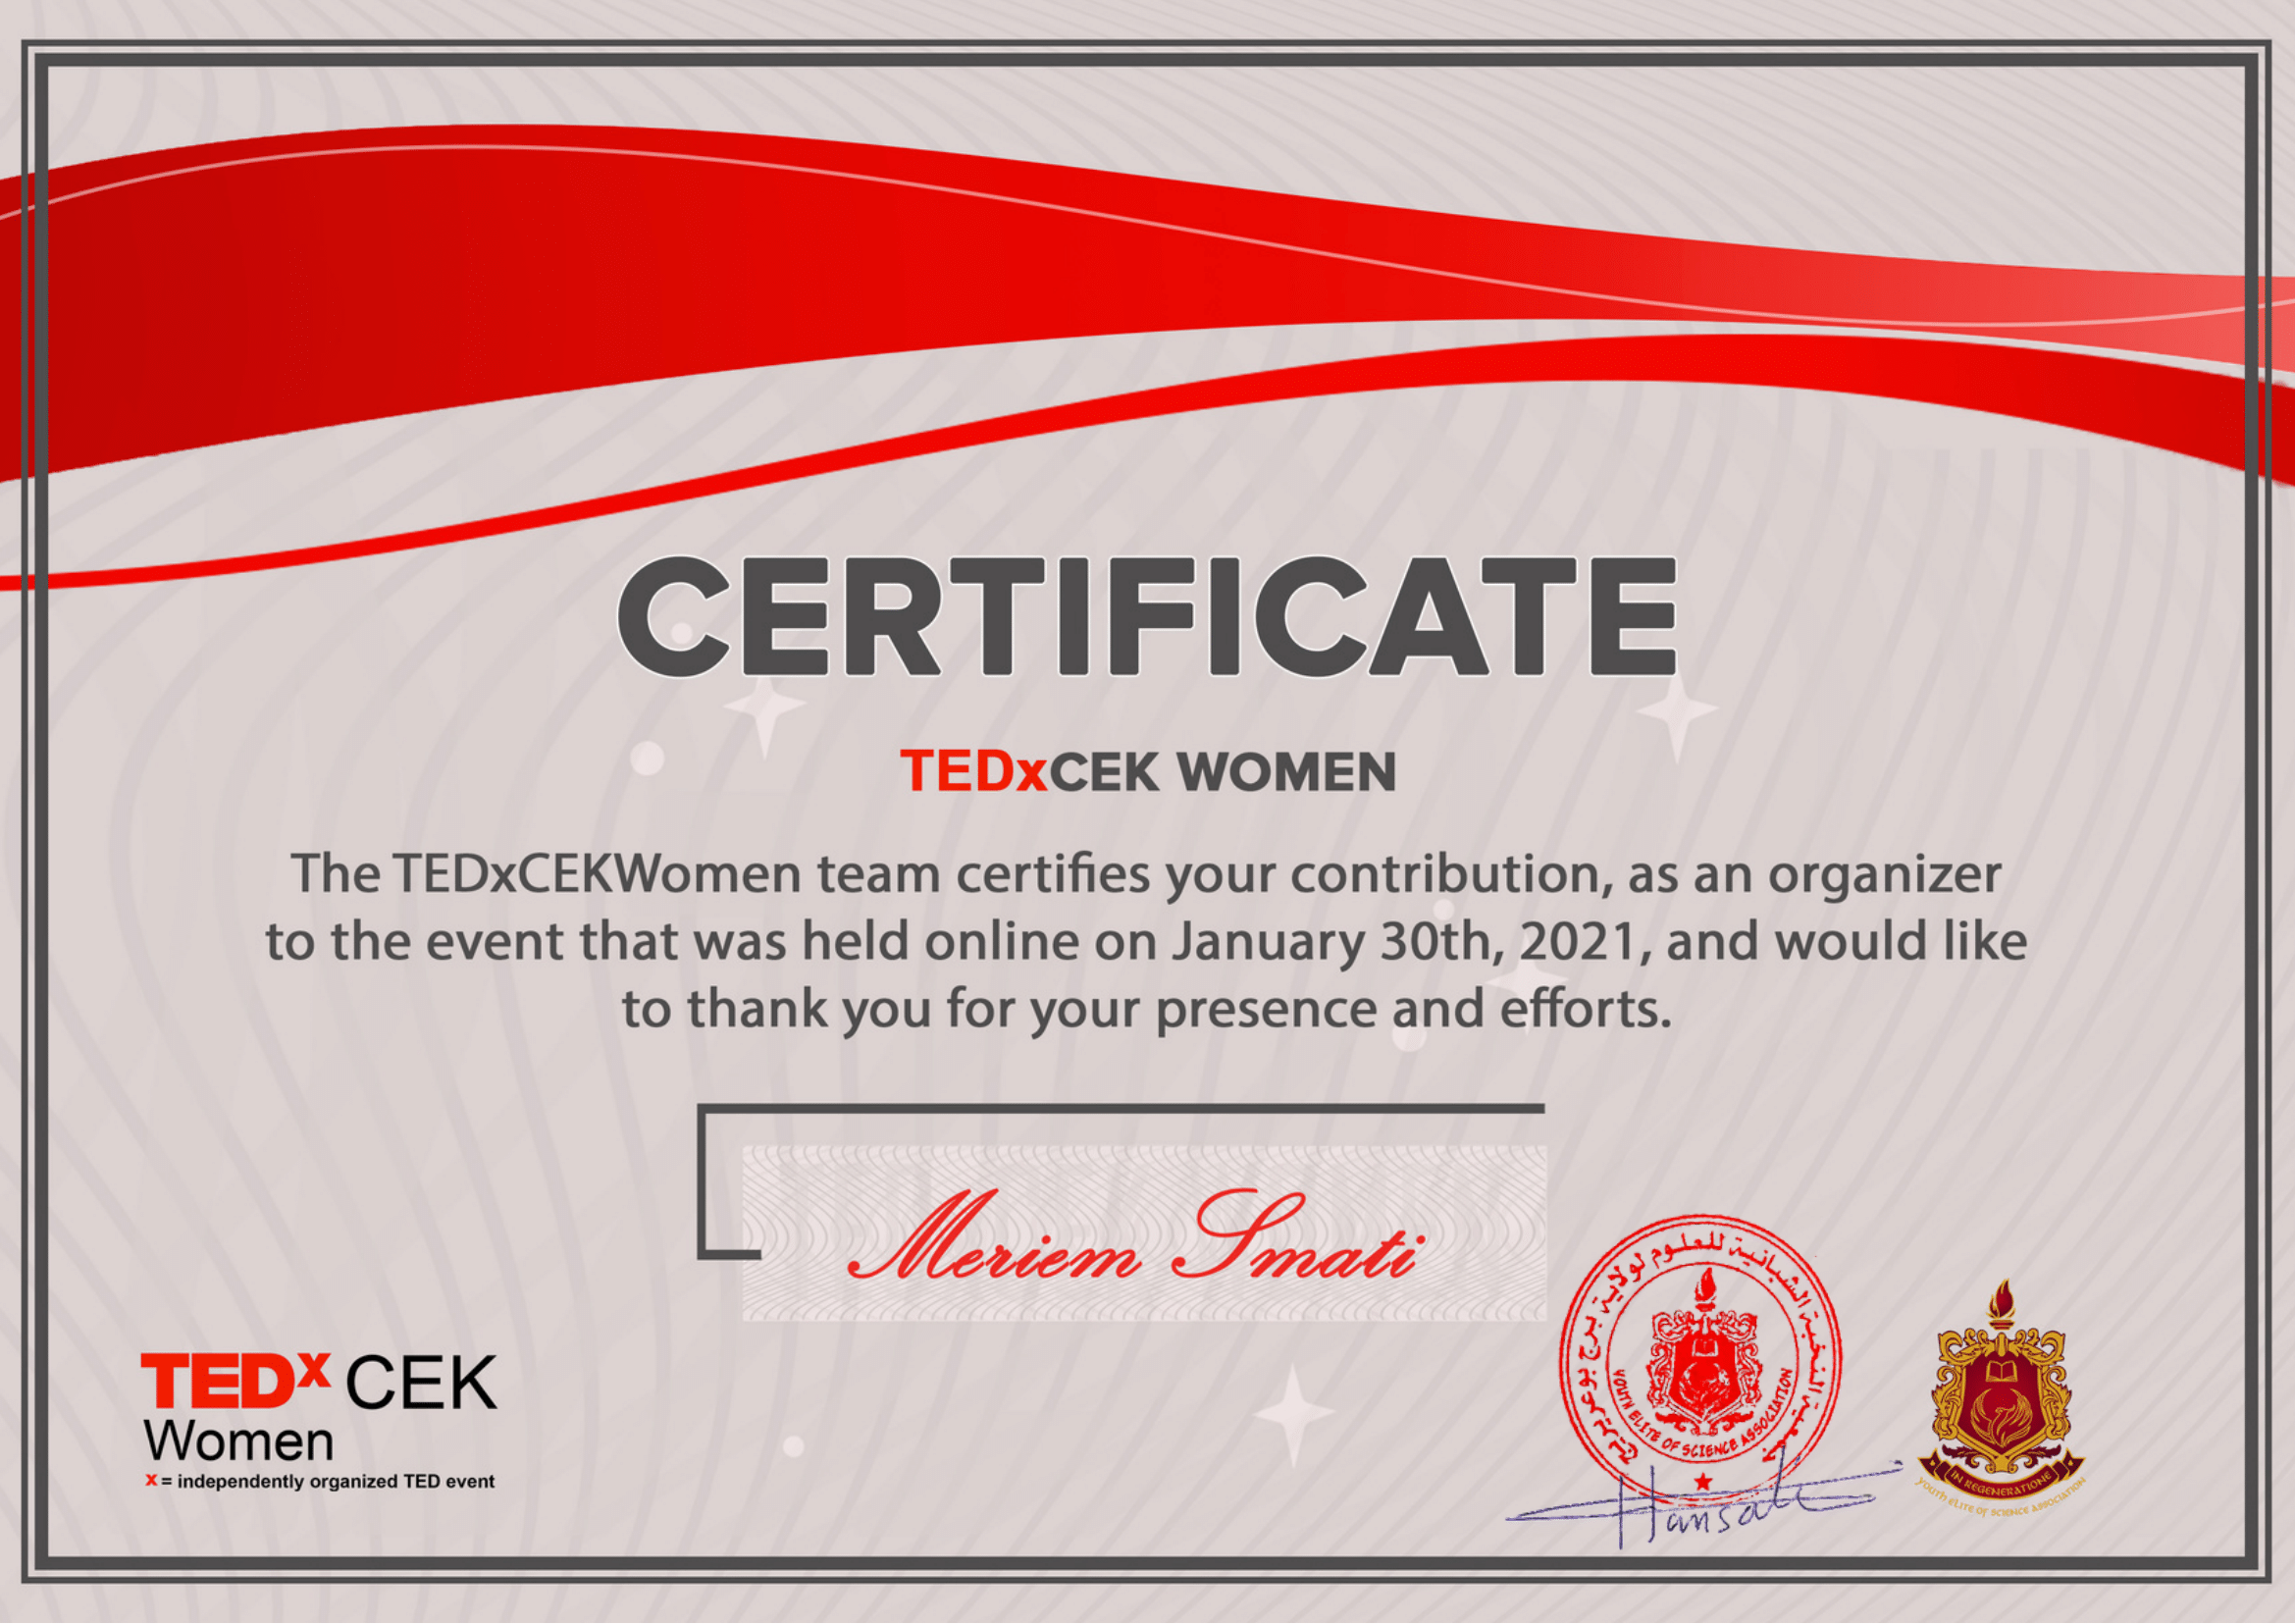 CERTIFICATE
TEDxCEK WOMEN
The TEDxCEKWomen team certifies your contribution, as an organizer
to the event that was held online on January 30th, 2021, and would like
to thank you for your presence and efforts.
Meriem Smati
TEDx CEK
Women
x = independently organized TED event
جمعية النخبة الشبانية للعلوم لولاية برج بوعريريج
YOUTH ELITE OF SCIENCE ASSOCIATION
IN REGENERATIONE
YOUTH ELITE OF SCIENCE ASSOCIATION